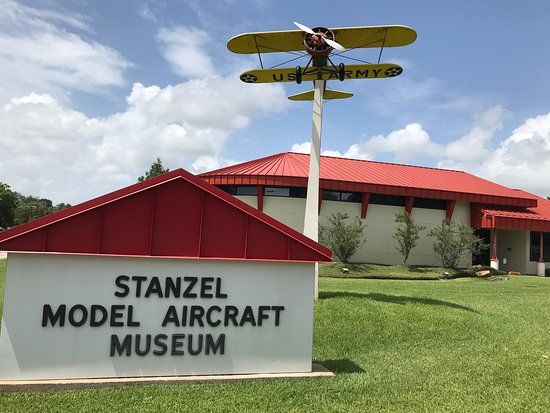 US ARMY
STANZEL
MODEL AIRCRAFT
MUSEUM